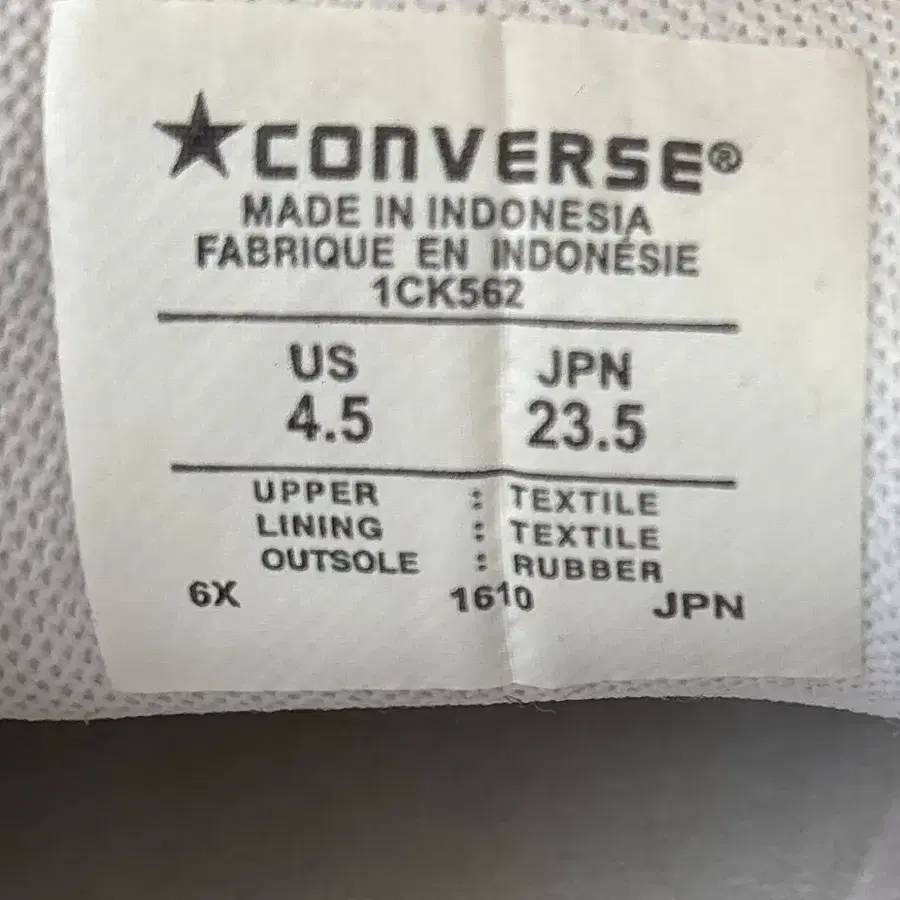 ★CONVERSE®
MADE IN INDONESIA
FABRIQUE EN INDONÉSIE
1CK562
US JPN
4.5 23.5
UPPER : TEXTILE
LINING : TEXTILE
OUTSOLE : RUBBER
6X 1610 JPN